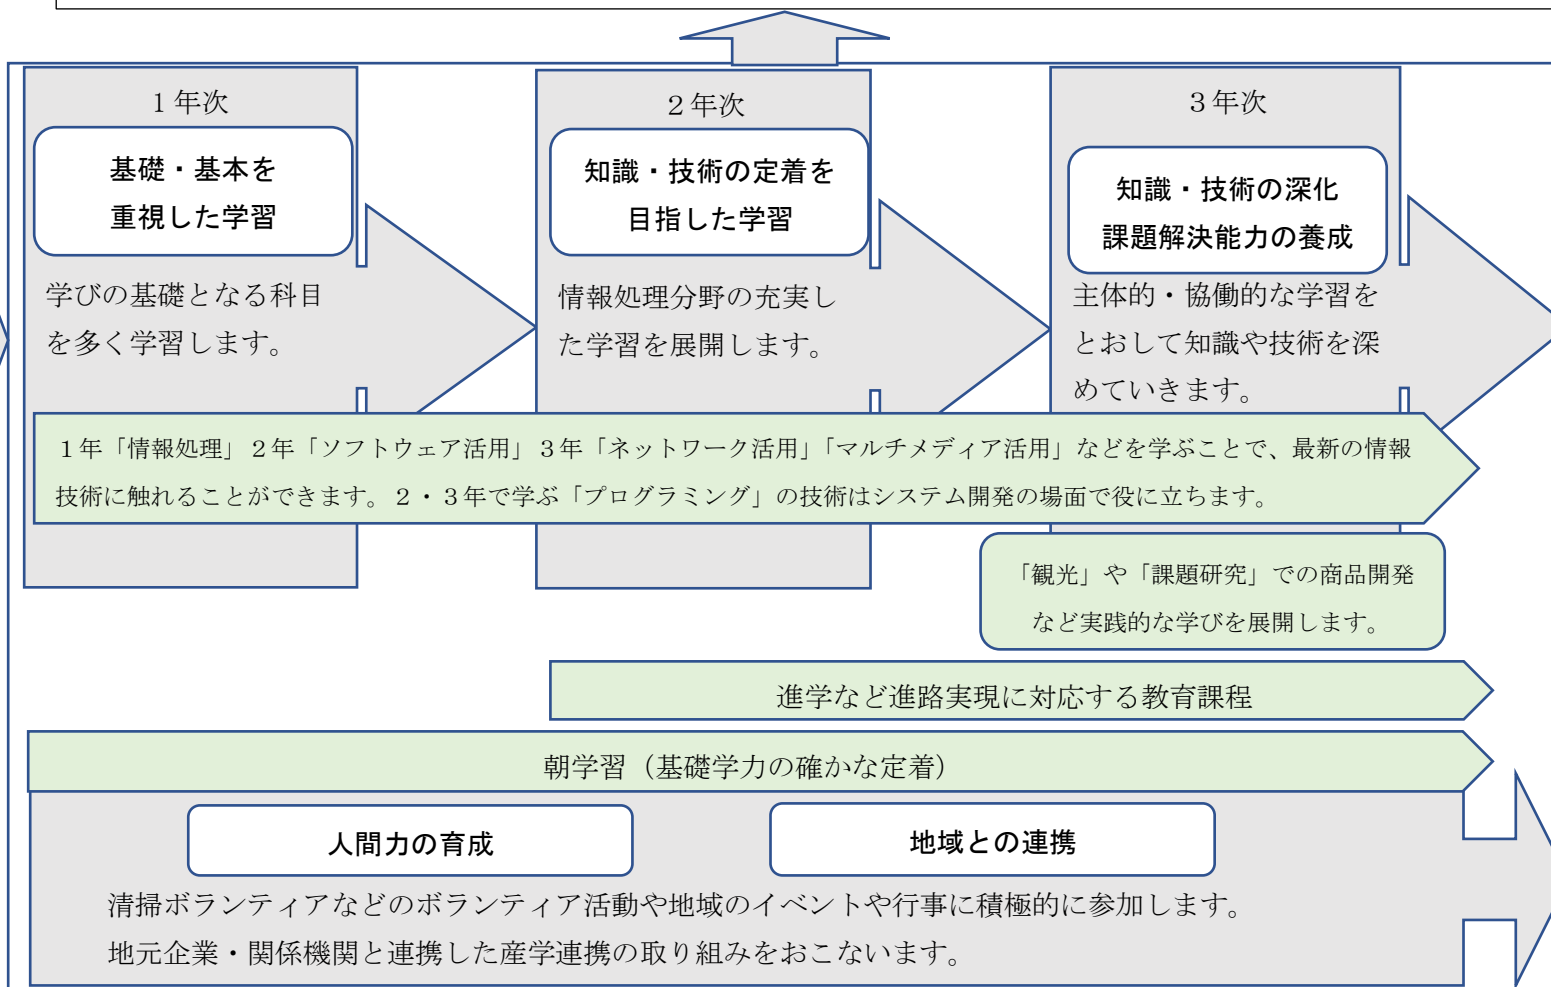 １年次
基礎・基本を
重視した学習
学びの基礎となる科目
を多く学習します。
２年次
知識・技術の定着を
目指した学習
情報処理分野の充実し
た学習を展開します。
３年次
知識・技術の深化
課題解決能力の養成
主体的・協働的な学習を
とおして知識や技術を深
めていきます。
１年「情報処理」２年「ソフトウェア活用」３年「ネットワーク活用」「マルチメディア活用」などを学ぶことで、最新の情報
技術に触れることができます。２・３年で学ぶ「プログラミング」の技術はシステム開発の場面で役に立ちます。
「観光」や「課題研究」での商品開発
など実践的な学びを展開します。
進学など進路実現に対応する教育課程
朝学習（基礎学力の確かな定着）
人間力の育成
地域との連携
清掃ボランティアなどのボランティア活動や地域のイベントや行事に積極的に参加します。
地元企業・関係機関と連携した産学連携の取り組みをおこないます。